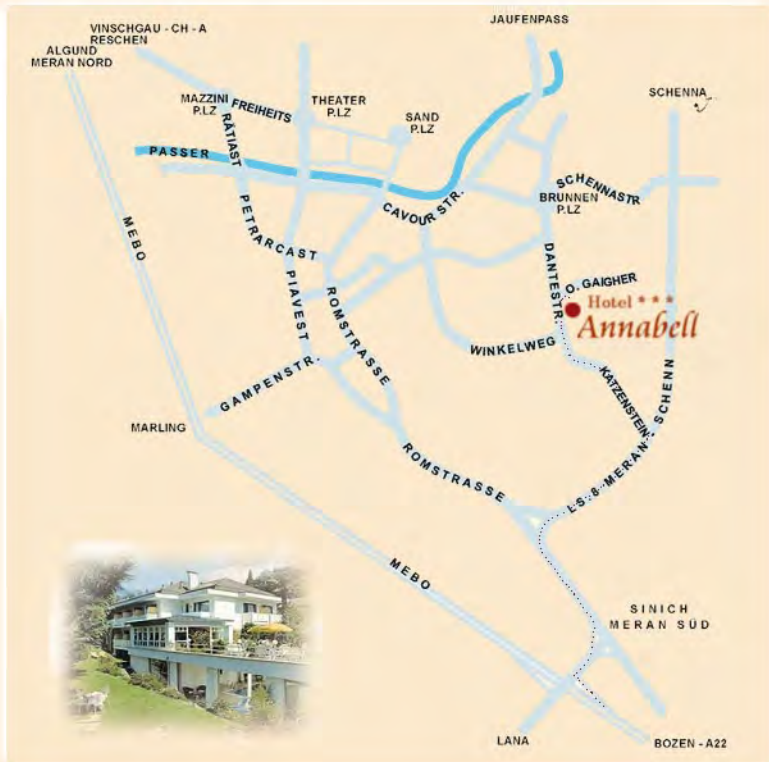 JAUFENPASS
VINSCHGAU - CH - A
RESCHEN
ALGUND
MERAN NORD
SCHENNA
MAZZINI
P.LZ
FREIHEITS
THEATER
P.LZ
SAND
P.LZ
RÄTIAST
PASSER
SCHENNASTR
BRUNNEN
P.LZ
CAVOUR STR.
PETRARCAST
MEBO
DANTESTR.
O. GAIGHER
PIAVEST
ROMSTRASSE
Hotel ***
Annabell
WINKELWEG
GAMPENSTR.
KATZENSTEIN
MARLING
LS 8 MERAN SCHENN
ROMSTRASSE
MEBO
SINICH
MERAN SÜD
LANA
BOZEN - A22